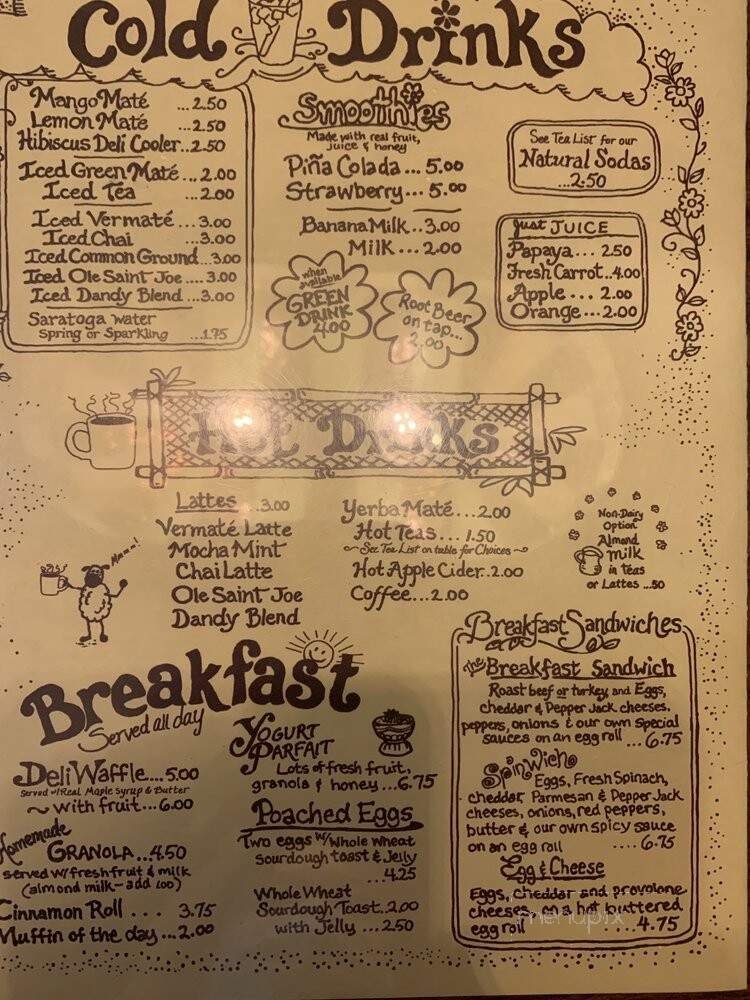 Cold Drinks
Mango Maté ...2.50
Lemon Maté ...2.50
Hibiscus Deli Cooler..2.50
Iced Green Maté... 2.00
Iced Tea ...2.00
Iced Vermaté ...3.00
Iced Chai ...3.00
Iced Common Ground...3.00
Iced Ole Saint Joe .... 3.00
Iced Dandy Blend ...3.00
Saratoga Water
Spring or Sparkling ...1.75
Smoothies
Made with real fruit,
juice & honey
Piña Colada... 5.00
Strawberry... 5.00
Banana Milk..3.00
Milk...2.00
when
available
GREEN
DRINK
4.00
Root Beer
on tap...
2.00
See Tea List for our
Natural Sodas
...2.50
Just JUICE
Papaya... 2.50
Fresh Carrot..4.00
Apple... 2.00
Orange...2.00
Hot Drinks
Lattes ..3.00
Vermaté Latte
Mocha Mint
Chai Latte
Ole Saint Joe
Dandy Blend
Yerba Maté...2.00
Hot Teas... 1.50
~See Tea List on table for Choices~
Hot Apple Cider..2.00
Coffee...2.00
Non-Dairy
Option
Almond
milk
in teas
or Lattes ..50
Mmmm!
Breakfast
Served all day
Deli Waffle...5.00
served w/Real Maple Syrup & Butter
~ with fruit...6.00
Homemade
GRANOLA...4.50
served w/fresh fruit & milk
(almond milk-add 1.00)
Cinnamon Roll ... 3.75
Muffin of the day...2.00
YOGURT
PARFAIT
Lots of fresh fruit,
granola & honey...6.75
Poached Eggs
Two eggs w/Whole Wheat
Sourdough toast & Jelly
...4.25
Whole Wheat
Sourdough Toast..2.00
with Jelly ... 2.50
Breakfast Sandwiches
The Breakfast Sandwich
Roast beef or turkey, and Eggs,
cheddar & Pepper Jack cheeses,
peppers, onions & our own special
sauces on an egg roll ...6.75
Spinwich
Eggs, Fresh Spinach,
cheddar, Parmesan & Pepper Jack
cheeses, onions, red peppers,
butter & our own spicy sauce
on an egg roll .... 6.75
Egg & Cheese
Eggs, cheddar and provolone
cheeses, on a hot buttered
egg roll 4.75
menupix